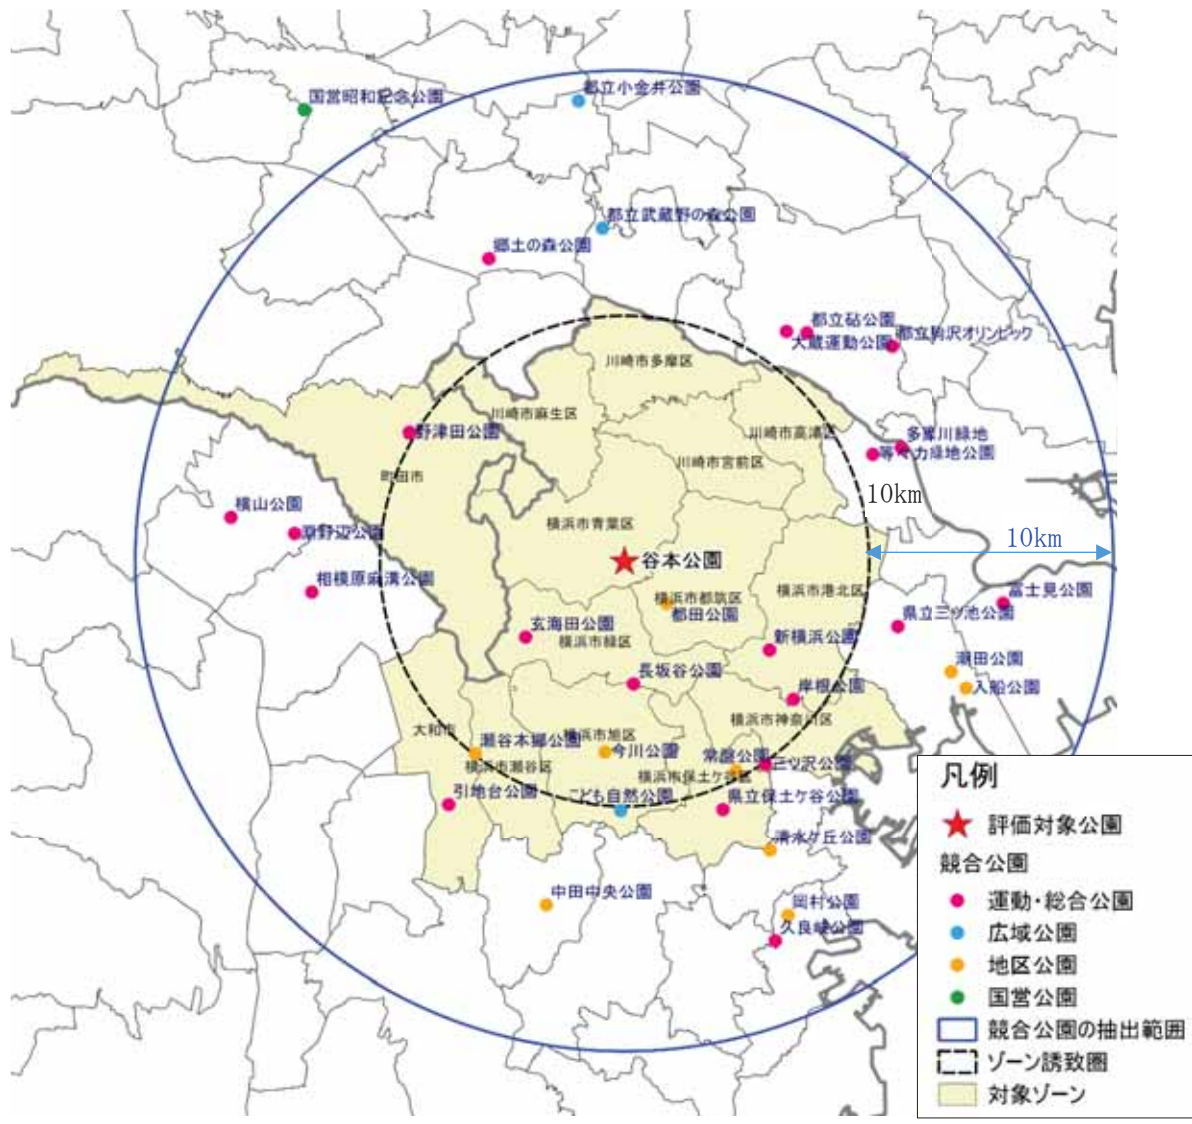 国営昭和記念公園
都立小金井公園
都立武蔵野の森公園
郷土の森公園
都立砧公園
大蔵運動公園
都立駒沢オリンピック
川崎市多摩区
川崎市麻生区
野津田公園
川崎市高津区
多摩川緑地
等々力緑地公園
川崎市宮前区
町田市
10km
横山公園
横浜市青葉区
淵野辺公園
10km
谷本公園
相模原麻溝公園
横浜市港北区
富士見公園
横浜市都筑区
都田公園
県立三ツ池公園
玄海田公園
横浜市緑区
新横浜公園
潮田公園
長坂谷公園
岸根公園
入船公園
横浜市神奈川区
大和市
瀬谷本郷公園
横浜市旭区
今川公園
常盤公園
三ツ沢公園
横浜市瀬谷区
横浜市保土ケ谷区
引地台公園
こども自然公園
県立保土ケ谷公園
清水ケ丘公園
中田中央公園
岡村公園
久良岐公園
凡例
評価対象公園
競合公園
運動・総合公園
広域公園
地区公園
国営公園
競合公園の抽出範囲
ゾーン誘致圏
対象ゾーン